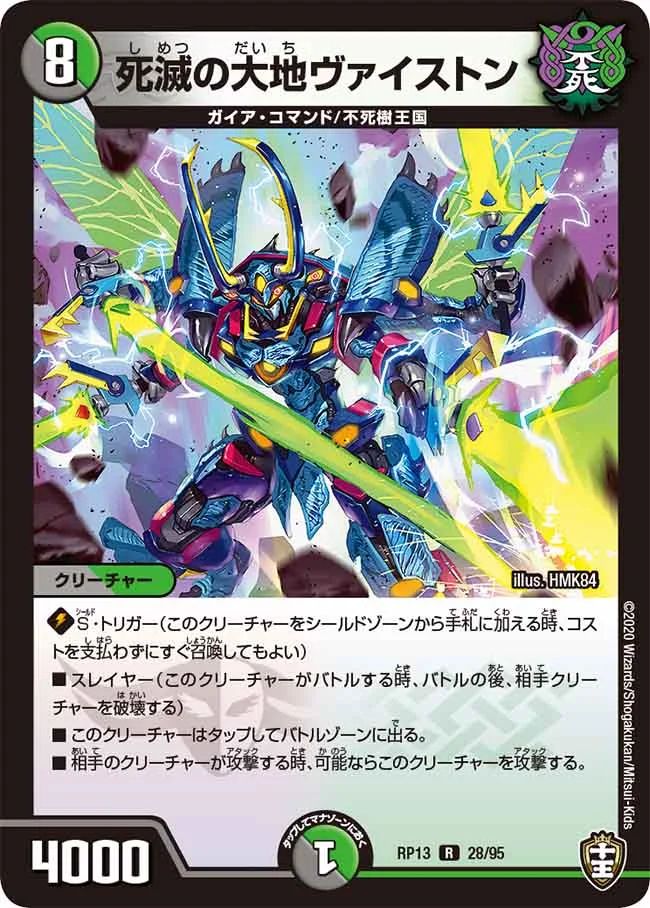 8
死滅の大地ヴァイストン
しめつ だいち
不死
ガイア・コマンド/不死樹王国
クリーチャー
illus. HMK84
S・トリガー(このクリーチャーをシールドゾーンから手札に加える時、コス
トを支払わずにすぐ召喚してもよい)
■ スレイヤー(このクリーチャーがバトルする時、バトルの後、相手クリー
チャーを破壊する)
■ このクリーチャーはタップしてバトルゾーンに出る。
■ 相手のクリーチャーが攻撃する時、可能ならこのクリーチャーを攻撃する。
©2020 Wizards/Shogakukan/Mitsui-Kids
タップしてマナゾーンにおく
4000
1
RP13 R 28/95
十王